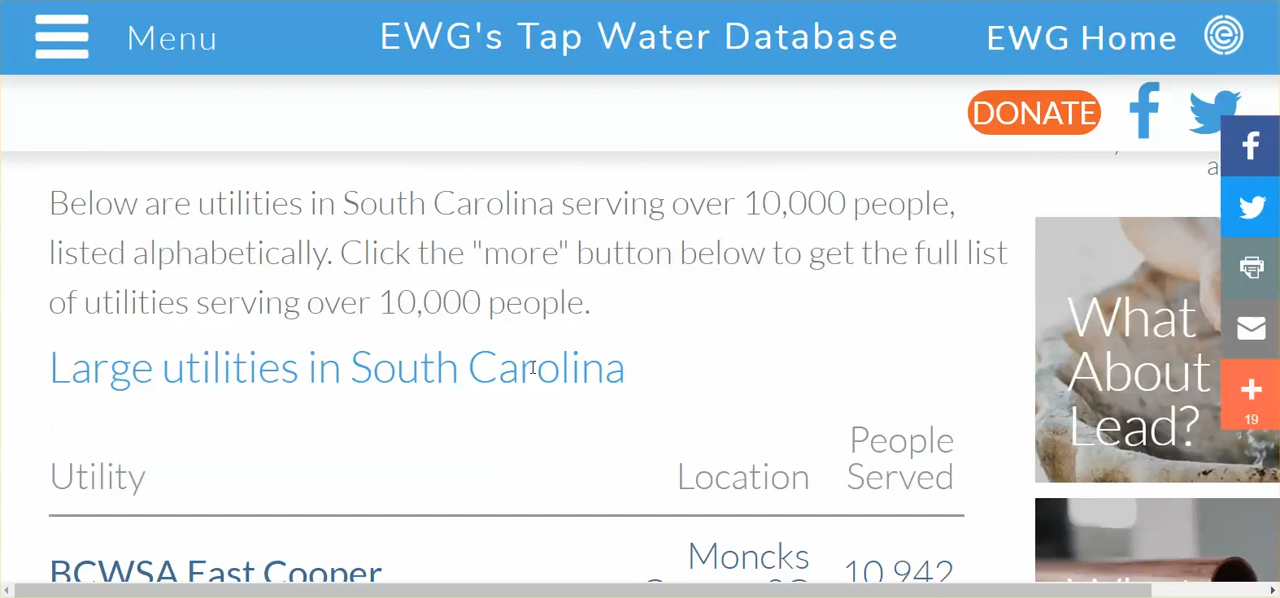 Menu
EWG's Tap Water Database
EWG Home
DONATE
Below are utilities in South Carolina serving over 10,000 people,
listed alphabetically. Click the "more" button below to get the full list
of utilities serving over 10,000 people.
Large utilities in South Carolina
Utility
Location
People
Served
BCWSA East Cooper
Moncks
10,942
What
About
Lead?
19